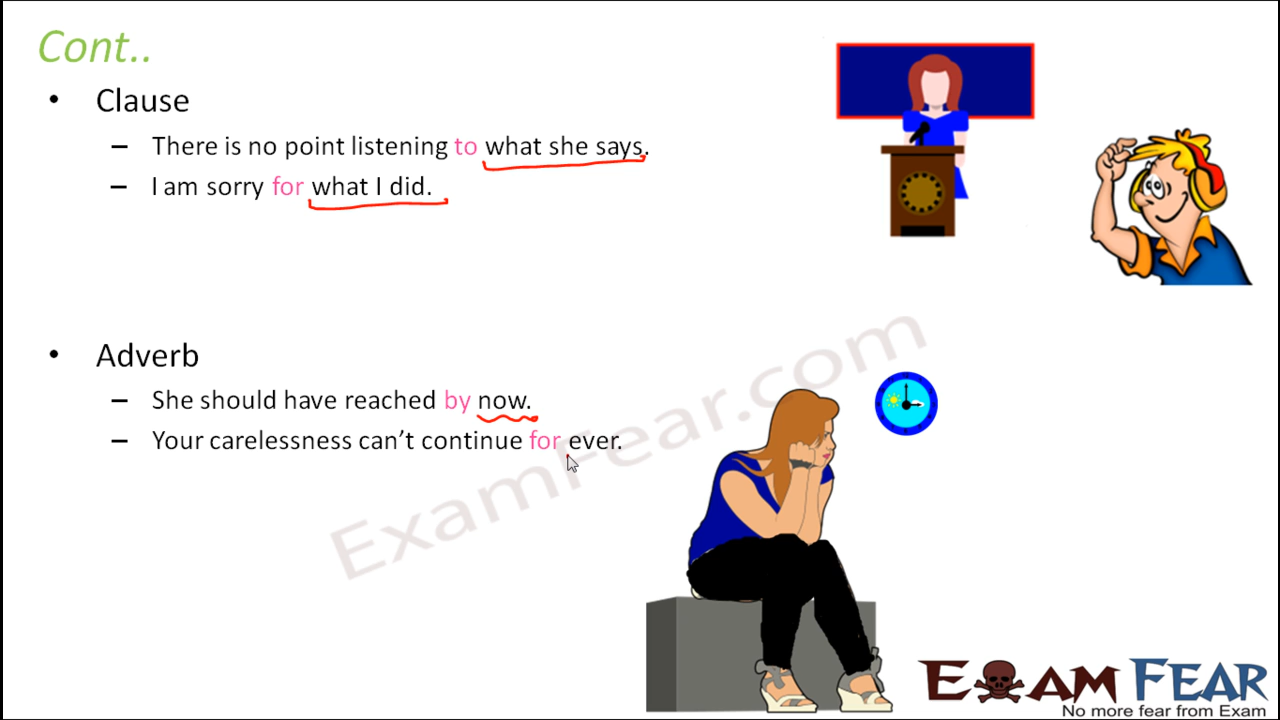 Cont..
• Clause
– There is no point listening to what she says.
– I am sorry for what I did.
• Adverb
– She should have reached by now.
– Your carelessness can't continue for ever.
ExamFear.com
EXAM FEAR
No more fear from Exam